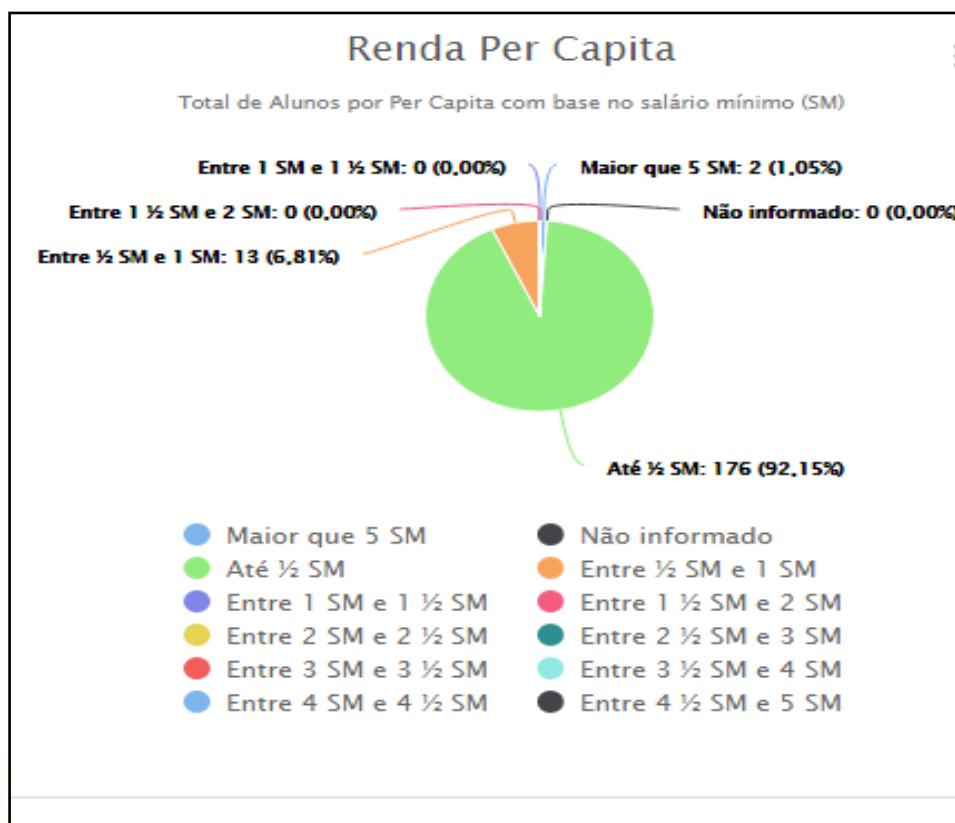 Renda Per Capita
Total de Alunos por Per Capita com base no salário mínimo (SM)
Entre 1 SM e 1 ½ SM: 0 (0,00%)
Maior que 5 SM: 2 (1,05%)
Entre 1 ½ SM e 2 SM: 0 (0,00%)
Não informado: 0 (0,00%)
Entre ½ SM e 1 SM: 13 (6,81%)
Até ½ SM: 176 (92,15%)
Maior que 5 SM
Não informado
Até ½ SM
Entre ½ SM e 1 SM
Entre 1 SM e 1 ½ SM
Entre 1 ½ SM e 2 SM
Entre 2 SM e 2 ½ SM
Entre 2 ½ SM e 3 SM
Entre 3 SM e 3 ½ SM
Entre 3 ½ SM e 4 SM
Entre 4 SM e 4 ½ SM
Entre 4 ½ SM e 5 SM